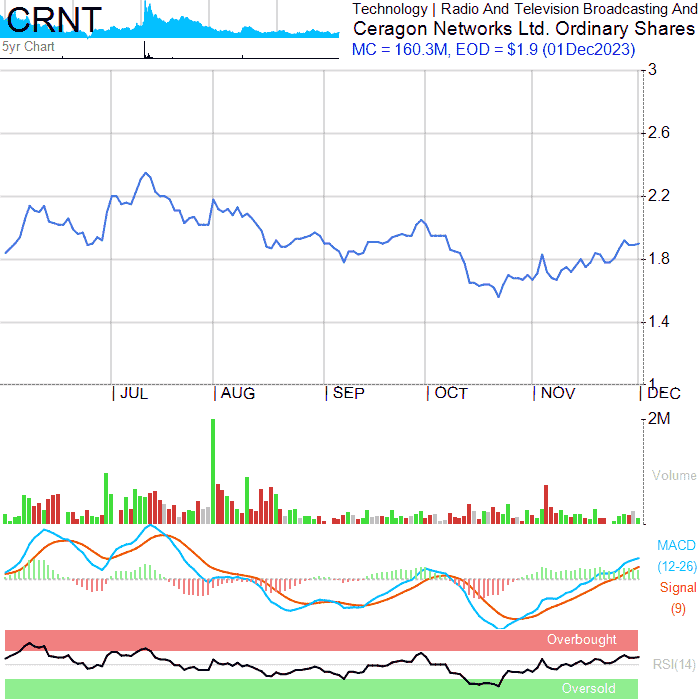 CRNT
5yr Chart
Technology | Radio And Television Broadcasting And
Ceragon Networks Ltd. Ordinary Shares
MC = 160.3M, EOD = $1.9 (01Dec2023)
3
2.6
2.2
1.8
1.4
1
| JUL | AUG | SEP | OCT | NOV | DEC
2M
Volume
MACD
(12-26)
Signal
(9)
Overbought
RSI(14)
Oversold